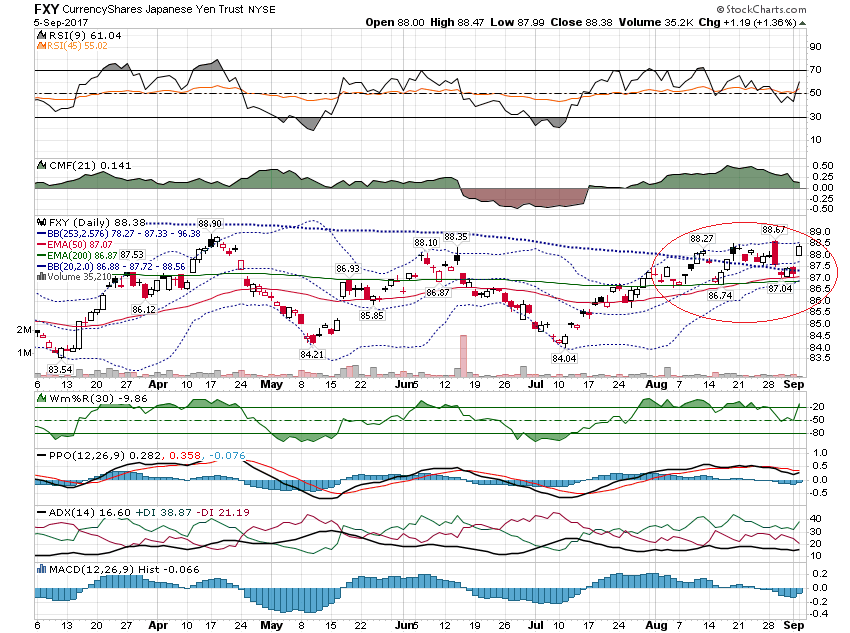 FXY CurrencyShares Japanese Yen Trust NYSE
© StockCharts.com
5-Sep-2017
Open 88.00 High 88.47 Low 87.99 Close 88.38 Volume 35.2K Chg +1.19 (+1.36%)
RSI(9) 61.04
RSI(45) 55.02
90
70
50
30
10
CMF(21) 0.141
0.50
0.25
0.00
-0.25
-0.50
FXY (Daily) 88.38
BB(253,2.576) 78.27 - 87.33 - 96.38
EMA(50) 87.07
EMA(200) 86.87
BB(20,2.0) 86.88 - 87.72 - 88.56
Volume 35,210
87.53
88.90
88.10
88.35
88.27
88.67
86.93
86.87
86.12
85.85
86.74
87.04
84.21
84.04
83.54
89.0
88.5
88.0
87.5
87.0
86.5
86.0
85.5
85.0
84.5
84.0
83.5
2M
1M
6 13 20 27 Apr 10 17 24 May 8 15 22 Jun 5 12 19 26 Jul 10 17 24 Aug 7 14 21 28 Sep
Wm%R(30) -9.86
-20
-50
-80
PPO(12,26,9) 0.282, 0.358, -0.076
1.0
0.5
0.0
-0.5
ADX(14) 16.60 +DI 38.87 -DI 21.19
40
30
20
10
MACD(12,26,9) Hist -0.066
0.2
0.0
-0.2
-0.4
6 13 20 27 Apr 10 17 24 May 8 15 22 Jun 5 12 19 26 Jul 10 17 24 Aug 7 14 21 28 Sep